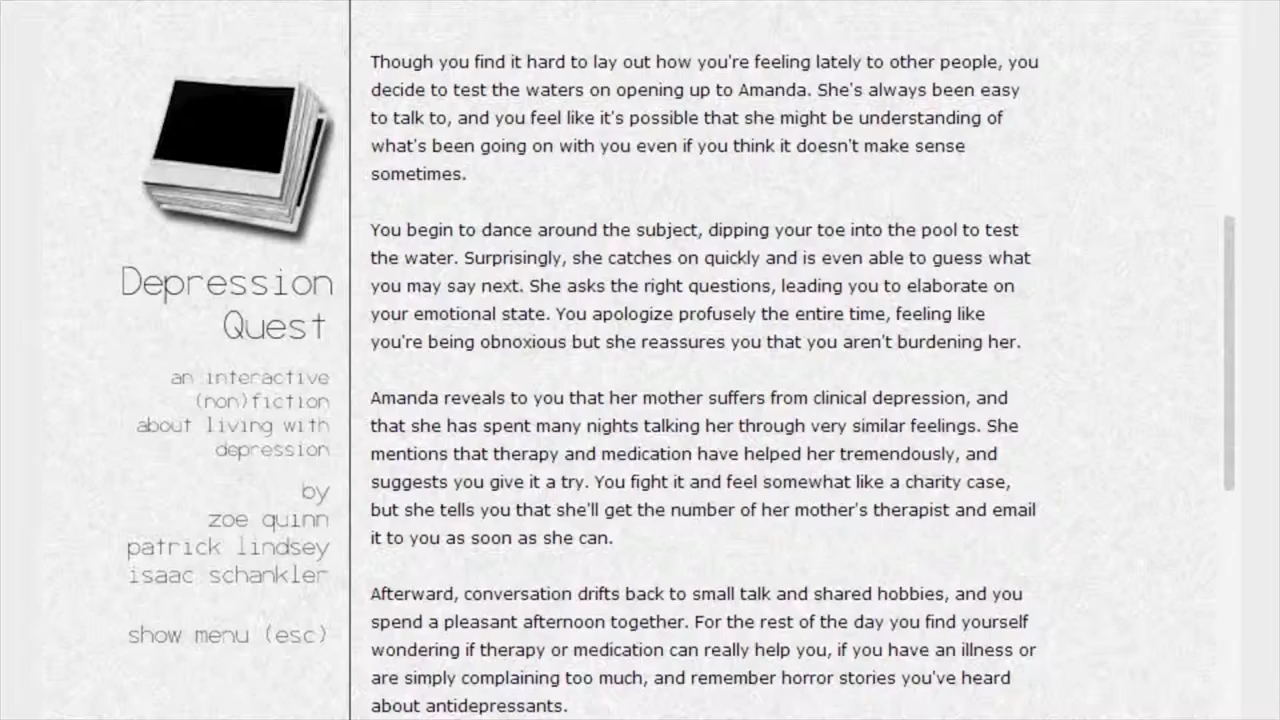 Depression
Quest
an interactive
(non)fiction
about living with
depression
by
zoe quinn
patrick lindsey
isaac schankler
show menu (esc)
Though you find it hard to lay out how you're feeling lately to other people, you
decide to test the waters on opening up to Amanda. She's always been easy
to talk to, and you feel like it's possible that she might be understanding of
what's been going on with you even if you think it doesn't make sense
sometimes.
You begin to dance around the subject, dipping your toe into the pool to test
the water. Surprisingly, she catches on quickly and is even able to guess what
you may say next. She asks the right questions, leading you to elaborate on
your emotional state. You apologize profusely the entire time, feeling like
you're being obnoxious but she reassures you that you aren't burdening her.
Amanda reveals to you that her mother suffers from clinical depression, and
that she has spent many nights talking her through very similar feelings. She
mentions that therapy and medication have helped her tremendously, and
suggests you give it a try. You fight it and feel somewhat like a charity case,
but she tells you that she'll get the number of her mother's therapist and email
it to you as soon as she can.
Afterward, conversation drifts back to small talk and shared hobbies, and you
spend a pleasant afternoon together. For the rest of the day you find yourself
wondering if therapy or medication can really help you, if you have an illness or
are simply complaining too much, and remember horror stories you've heard
about antidepressants.